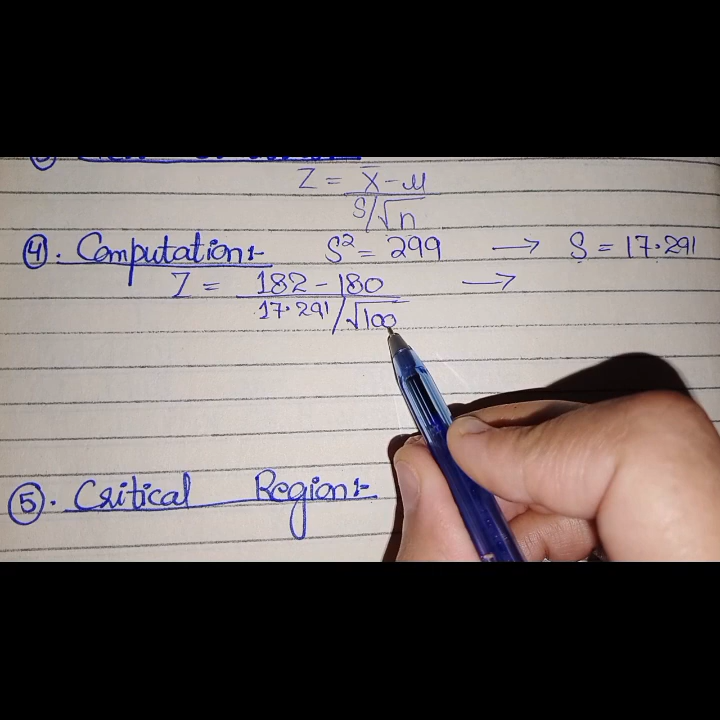 Z = X̄ - μ
S/√n
④. Computation:- S² = 299 → S = 17.291
Z = 182 - 180 →
17.291/√100
⑤. Critical Region:-